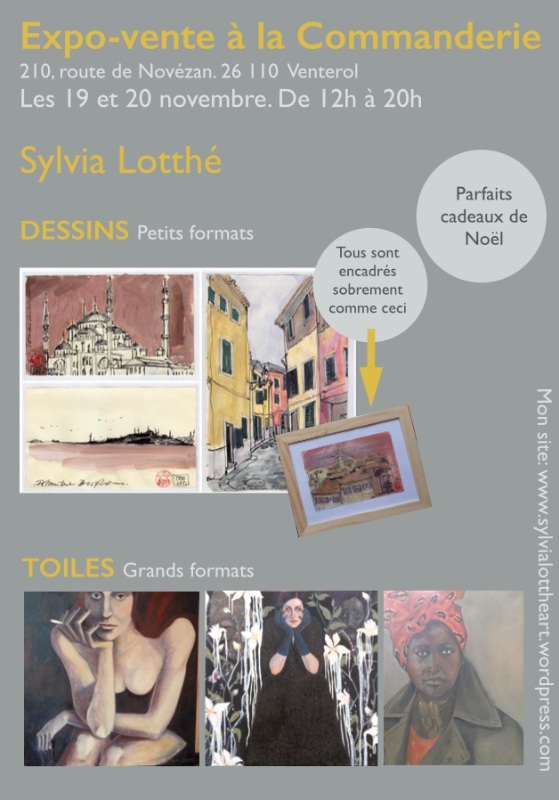 Expo-vente à la Commanderie
210, route de Novézan. 26 110 Venterol
Les 19 et 20 novembre. De 12h à 20h
Sylvia Lotthé
Parfaits
cadeaux de
Noël
DESSINS Petits formats
Tous sont
encadrés
sobrement
comme ceci
TOILES Grands formats
Mon site: www.sylvialottheart.wordpress.com